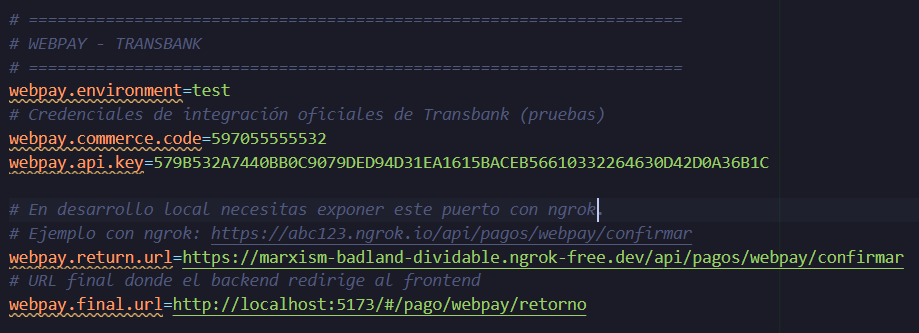 # ====================================================================
# WEBPAY - TRANSBANK
# ====================================================================
webpay.environment=test
# Credenciales de integración oficiales de Transbank (pruebas)
webpay.commerce.code=597055555532
webpay.api.key=579B532A7440BB0C9079DED94D31EA1615BACEB56610332264630D42D0A36B1C
# En desarrollo local necesitas exponer este puerto con ngrok.
# Ejemplo con ngrok: https://abc123.ngrok.io/api/pagos/webpay/confirmar
webpay.return.url=https://marxism-badland-dividable.ngrok-free.dev/api/pagos/webpay/confirmar
# URL final donde el backend redirige al frontend
webpay.final.url=http://localhost:5173/#/pago/webpay/retorno